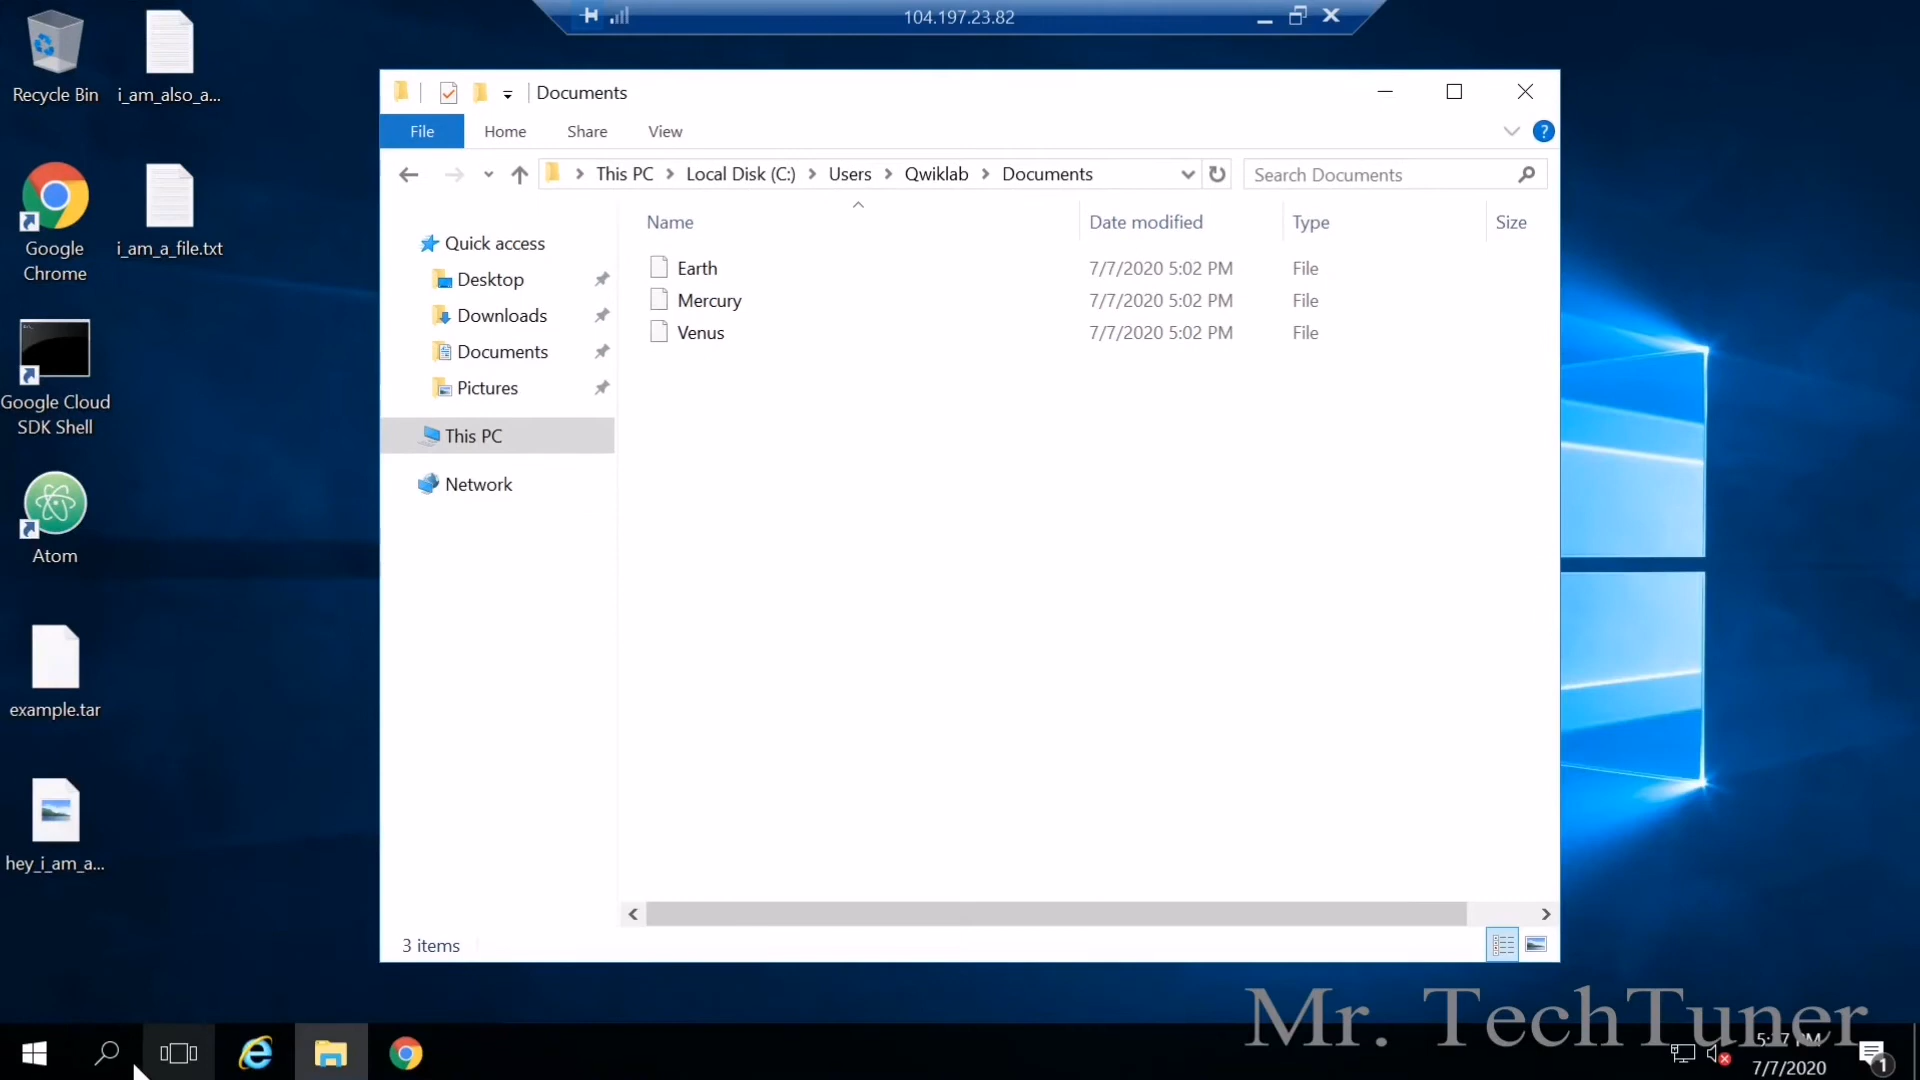 104.197.23.82
Recycle Bin
i_am_also_a...
Google
Chrome
i_am_a_file.txt
Google Cloud
SDK Shell
Atom
example.tar
hey_i_am_a...
Documents
File Home Share View
This PC Local Disk (C:) Users Qwiklab Documents
Search Documents
Quick access
Desktop
Downloads
Documents
Pictures
This PC
Network
Name Date modified Type Size
Earth 7/7/2020 5:02 PM File
Mercury 7/7/2020 5:02 PM File
Venus 7/7/2020 5:02 PM File
3 items
Mr. TechTuner
7/7/2020
1